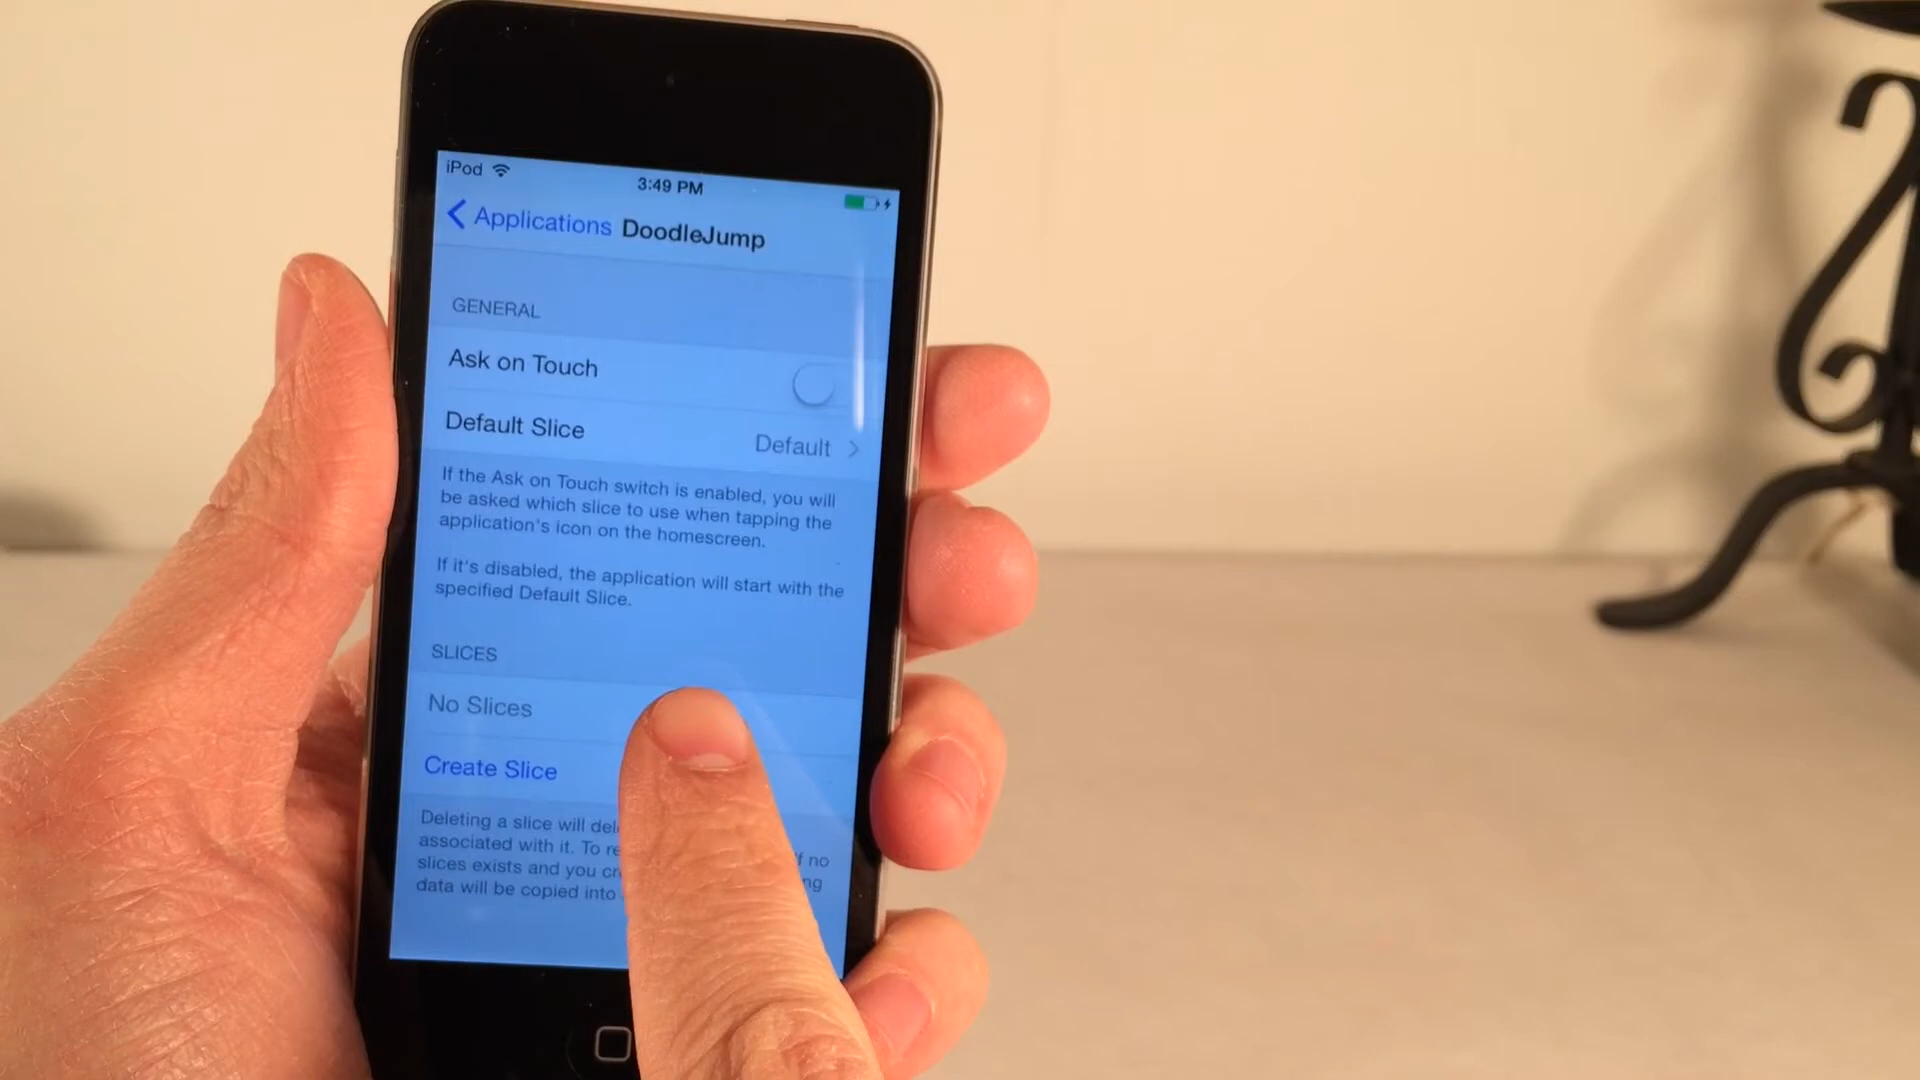 iPod
3:49 PM
Applications DoodleJump
GENERAL
Ask on Touch
Default Slice Default
If the Ask on Touch switch is enabled, you will
be asked which slice to use when tapping the
application's icon on the homescreen.
If it's disabled, the application will start with the
specified Default Slice.
SLICES
No Slices
Create Slice
Deleting a slice will
associated with it. To no
slices exists and you
data will be copied into